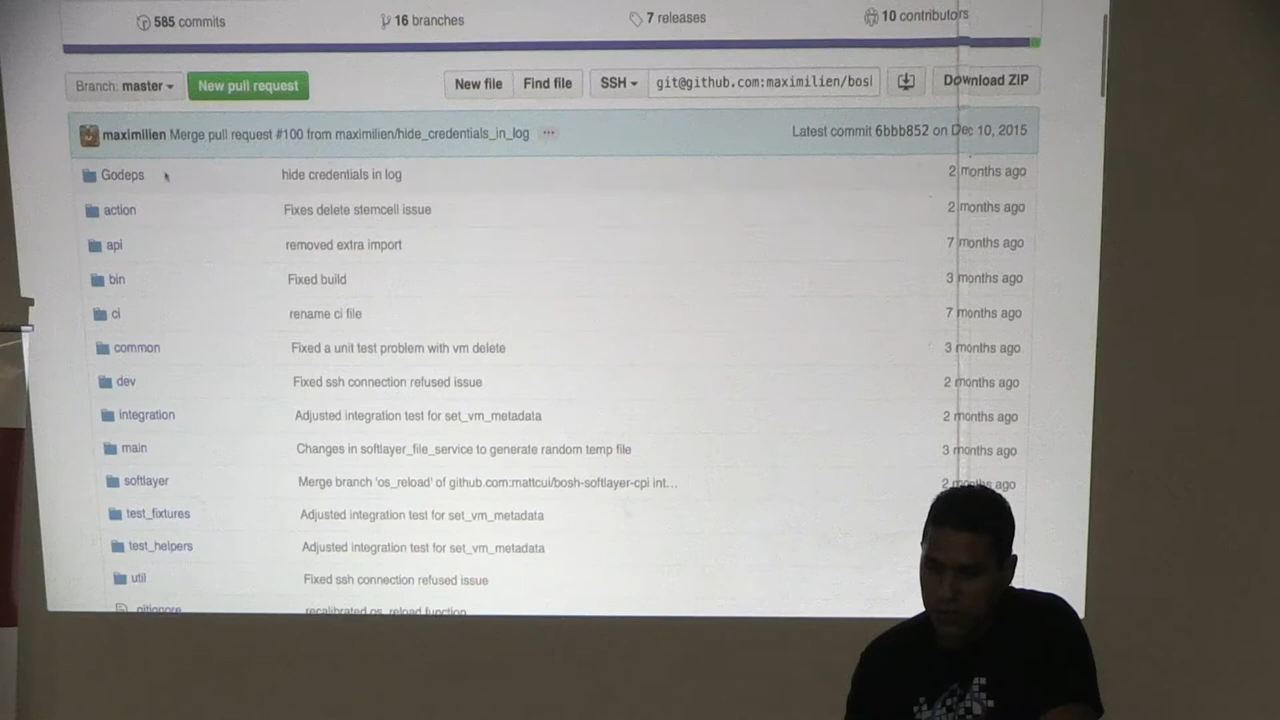 585 commits 16 branches 7 releases 10 contributors
Branch: master New pull request New file Find file SSH git@github.com:maximilien/bosl Download ZIP
maximilien Merge pull request #100 from maximilien/hide_credentials_in_log ... Latest commit 6bbb852 on Dec 10, 2015
Godeps hide credentials in log 2 months ago
action Fixes delete stemcell issue 2 months ago
api removed extra import 7 months ago
bin Fixed build 3 months ago
ci rename ci file 7 months ago
common Fixed a unit test problem with vm delete 3 months ago
dev Fixed ssh connection refused issue 2 months ago
integration Adjusted integration test for set_vm_metadata 2 months ago
main Changes in softlayer_file_service to generate random temp file 3 months ago
softlayer Merge branch 'os_reload' of github.com:mattcui/bosh-softlayer-cpi int... 2 months ago
test_fixtures Adjusted integration test for set_vm_metadata
test_helpers Adjusted integration test for set_vm_metadata
util Fixed ssh connection refused issue
.gitignore recalibrated os_reload function